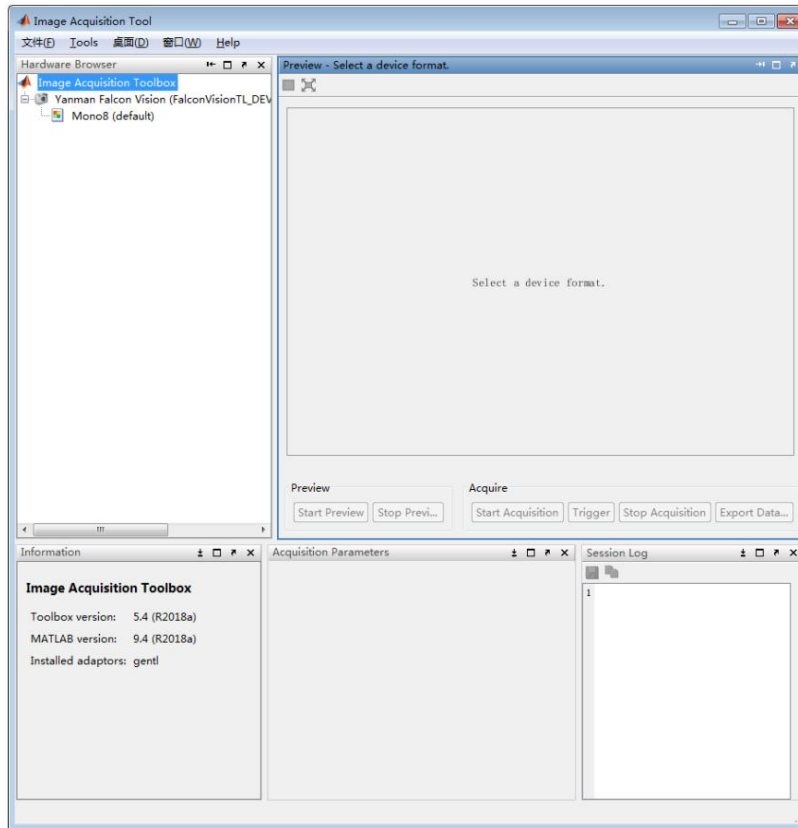 Image Acquisition Tool
文件(F) Tools 桌面(D) 窗口(W) Help
Hardware Browser
Image Acquisition Toolbox
Yanman Falcon Vision (FalconVisionTL_DEV
Mono8 (default)
Preview - Select a device format.
Select a device format.
Preview
Start Preview Stop Previ...
Acquire
Start Acquisition Trigger Stop Acquisition Export Data...
Information
Image Acquisition Toolbox
Toolbox version: 5.4 (R2018a)
MATLAB version: 9.4 (R2018a)
Installed adaptors: gentl
Acquisition Parameters
Session Log
1